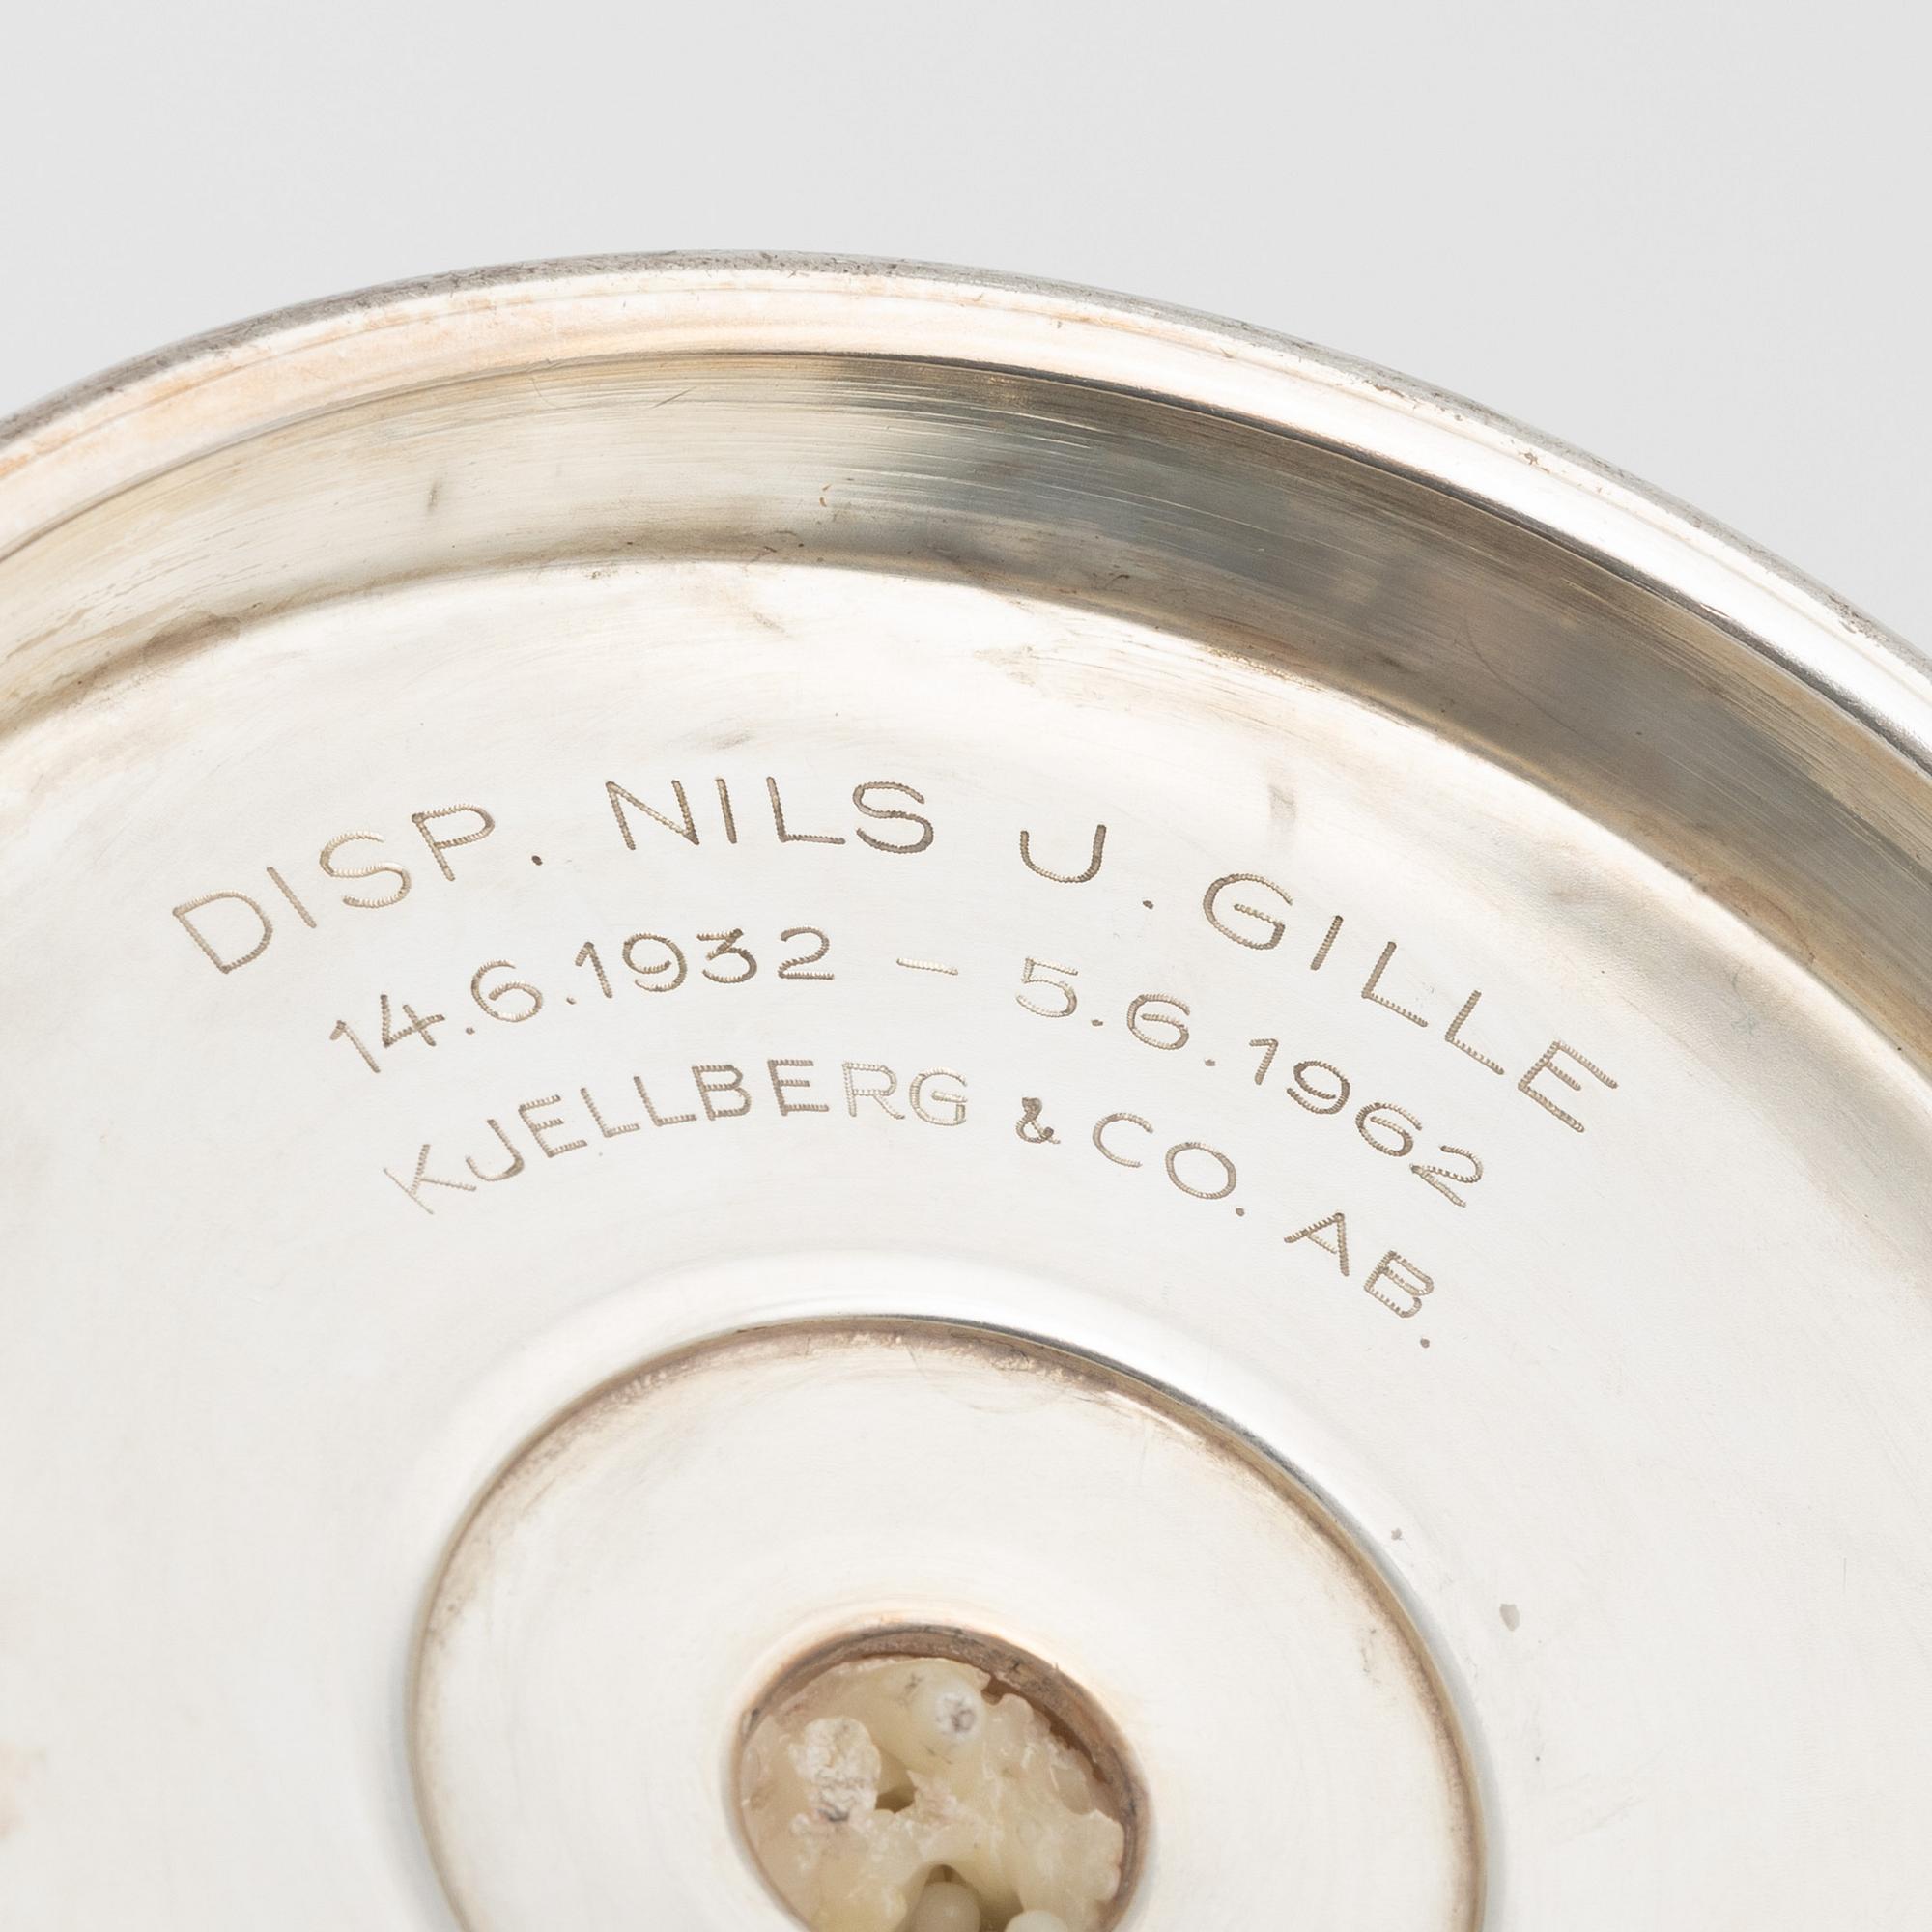 DISP. NILS J. GILLE
14.6.1932 – 5.6.1962
KJELLBERG & CO. AB.